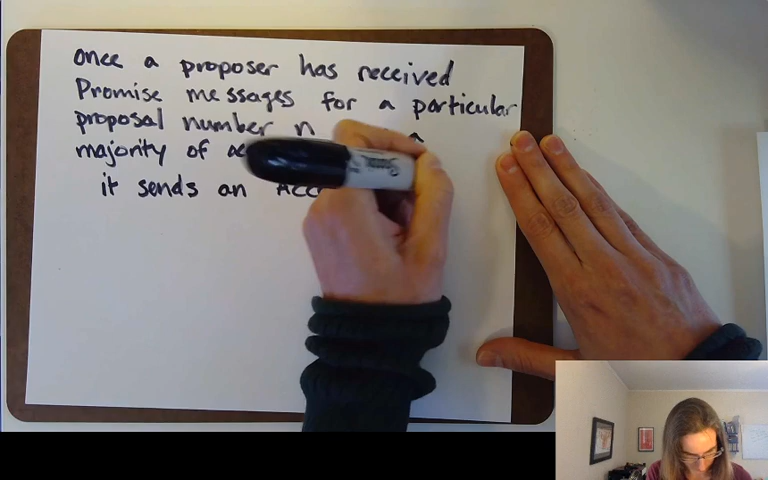 once a proposer has received
Promise messages for a particular
proposal number n a
majority of
it sends an